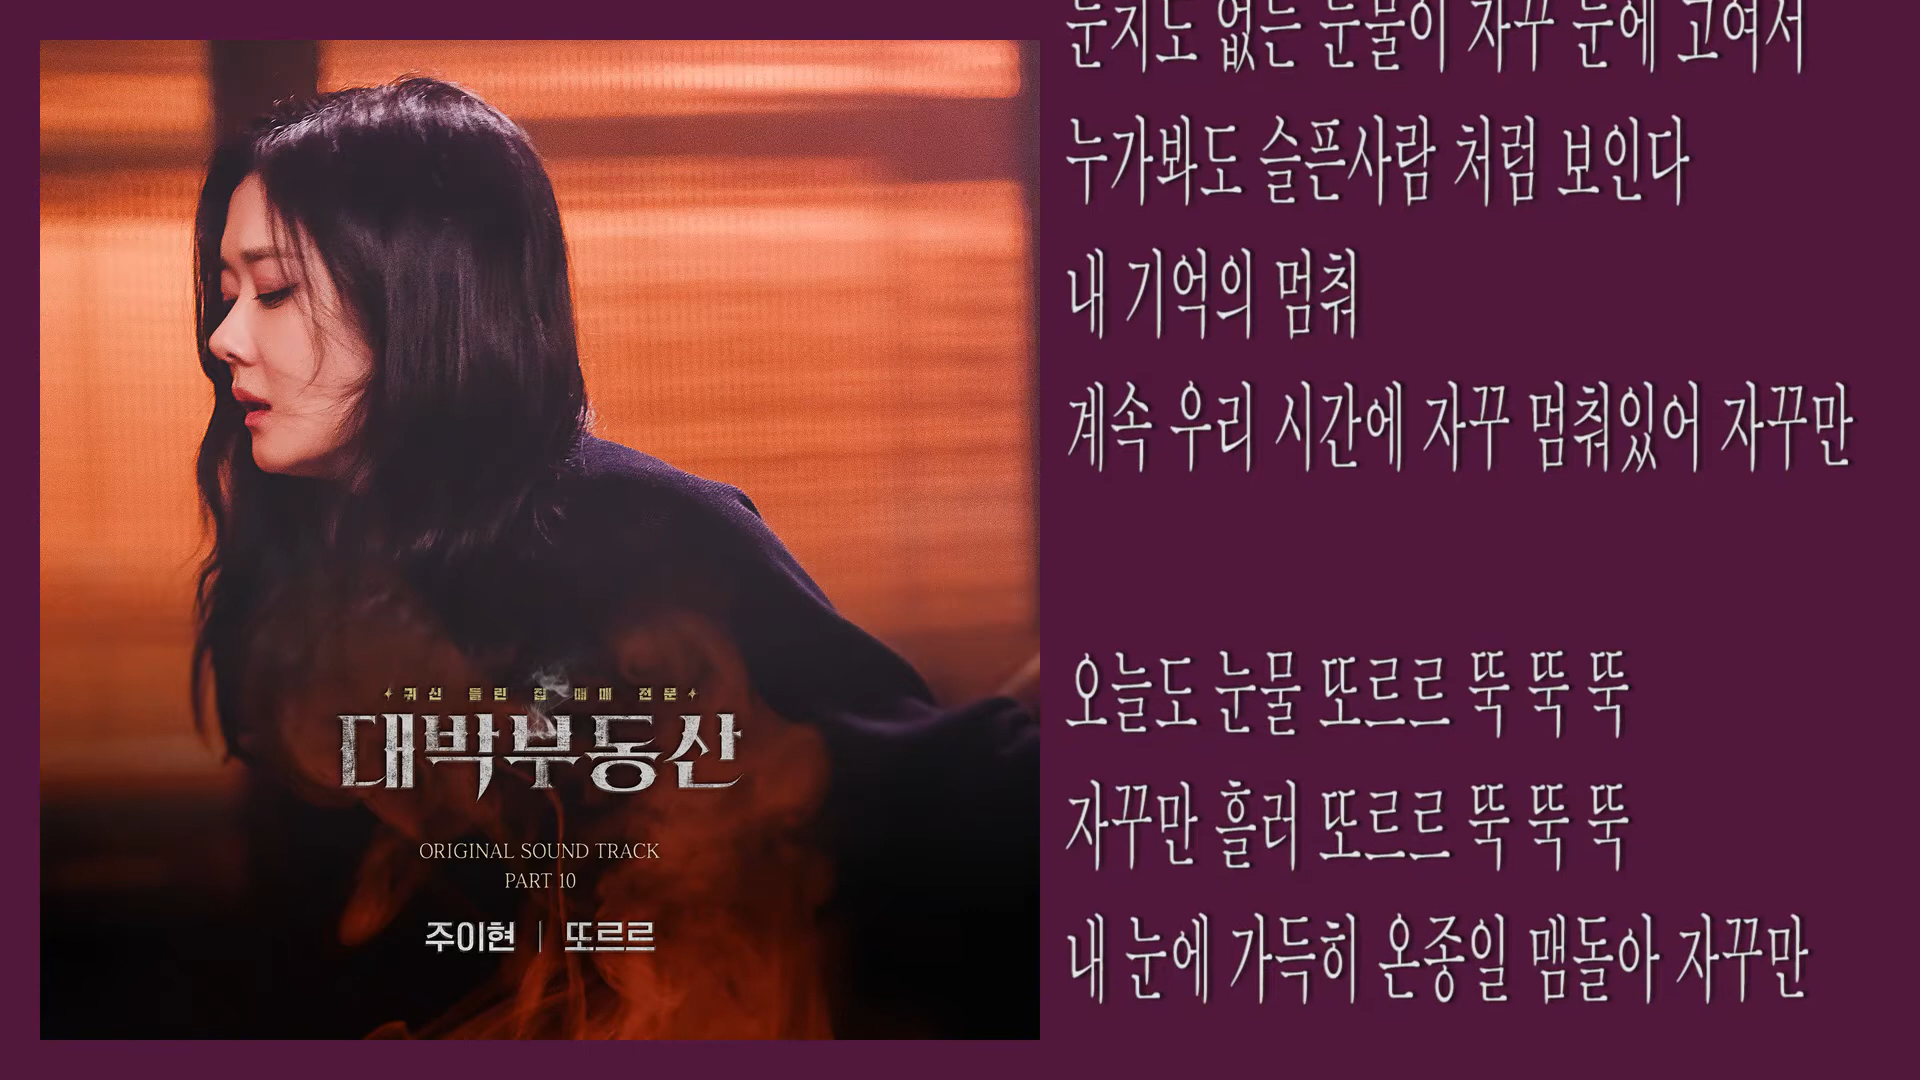 귀신 들린 집 매매 전문
대박부동산
ORIGINAL SOUND TRACK
PART 10
주이현 | 또르르
눈치도 없는 눈물이 자꾸 눈에 고여서
누가봐도 슬픈사람 처럼 보인다
내 기억의 멈춰
계속 우리 시간에 자꾸 멈춰있어 자꾸만
오늘도 눈물 또르르 뚝 뚝 뚝
자꾸만 흘러 또르르 뚝 뚝 뚝
내 눈에 가득히 온종일 맴돌아 자꾸만